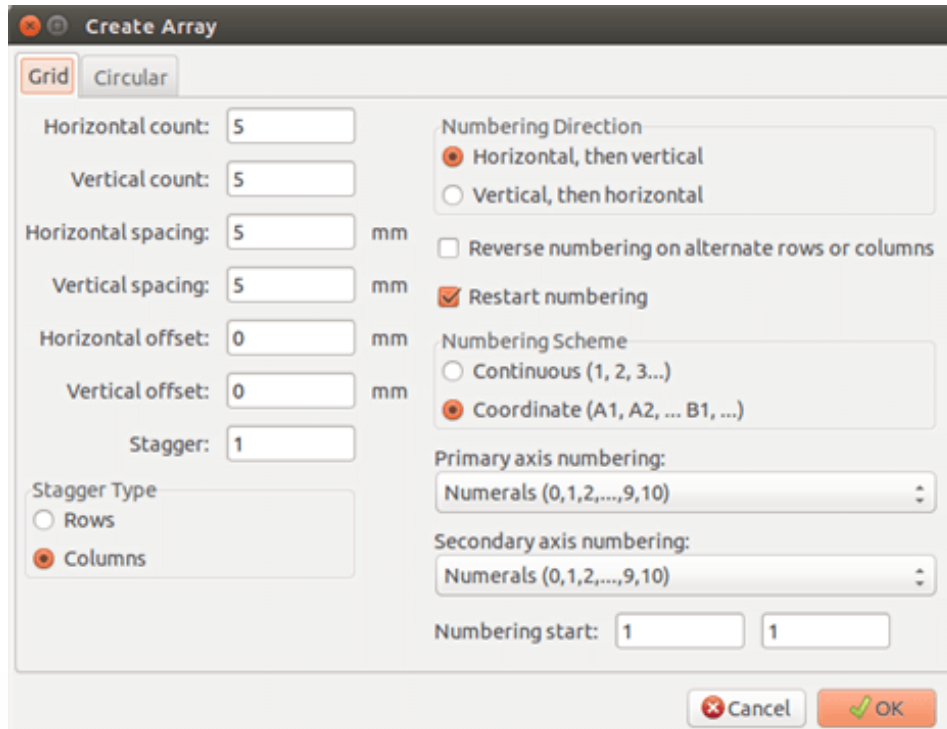 Create Array
Grid
Circular
Horizontal count: 5
Vertical count: 5
Horizontal spacing: 5 mm
Vertical spacing: 5 mm
Horizontal offset: 0 mm
Vertical offset: 0 mm
Stagger: 1
Stagger Type
Rows
Columns
Numbering Direction
Horizontal, then vertical
Vertical, then horizontal
Reverse numbering on alternate rows or columns
Restart numbering
Numbering Scheme
Continuous (1, 2, 3...)
Coordinate (A1, A2, ... B1, ...)
Primary axis numbering:
Numerals (0,1,2,...,9,10)
Secondary axis numbering:
Numerals (0,1,2,...,9,10)
Numbering start: 1 1
Cancel
OK